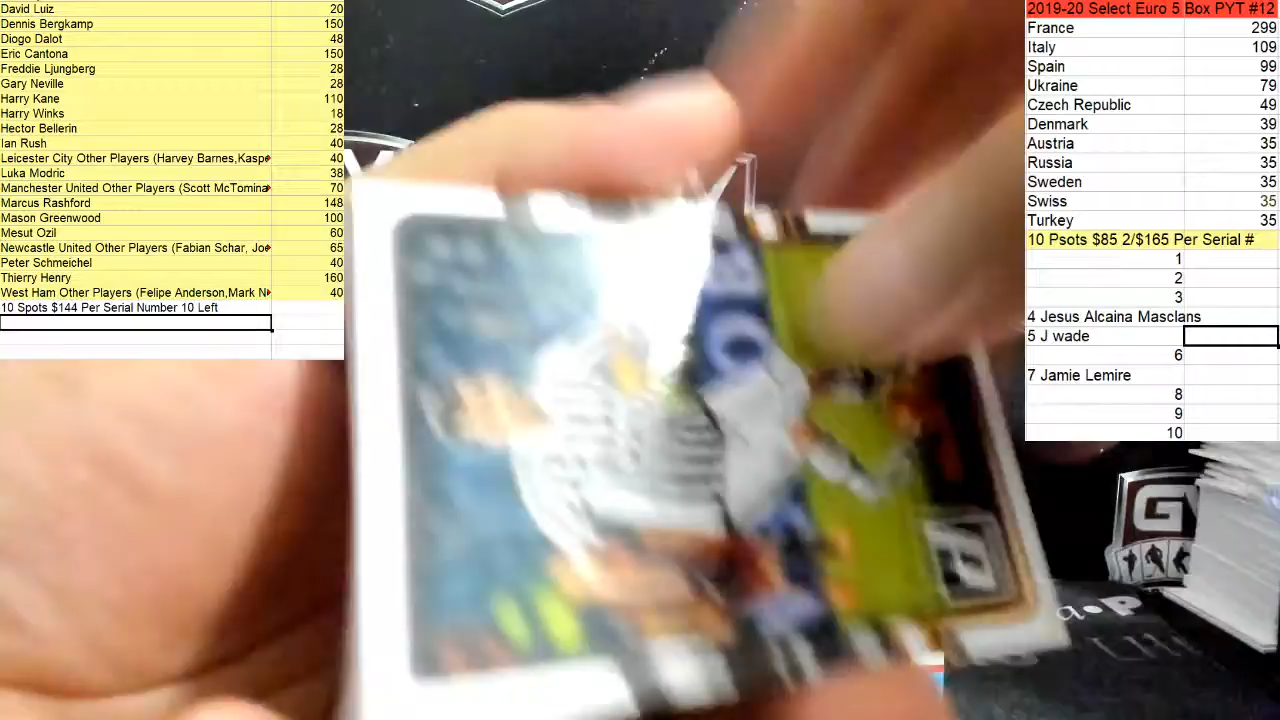 David Luiz 20
Dennis Bergkamp 150
Diogo Dalot 48
Eric Cantona 150
Freddie Ljungberg 28
Gary Neville 28
Harry Kane 110
Harry Winks 18
Hector Bellerin 28
Ian Rush 40
Leicester City Other Players (Harvey Barnes,Kaspe 40
Luka Modric 38
Manchester United Other Players (Scott McTomina 70
Marcus Rashford 148
Mason Greenwood 100
Mesut Ozil 60
Newcastle United Other Players (Fabian Schar, Joe 65
Peter Schmeichel 40
Thierry Henry 160
West Ham Other Players (Felipe Anderson,Mark N 40
10 Spots $144 Per Serial Number 10 Left
2019-20 Select Euro 5 Box PYT #12
France 299
Italy 109
Spain 99
Ukraine 79
Czech Republic 49
Denmark 39
Austria 35
Russia 35
Sweden 35
Swiss 35
Turkey 35
10 Psots $85 2/$165 Per Serial #
1
2
3
4 Jesus Alcaina Masclans
5 J wade
6
7 Jamie Lemire
8
9
10